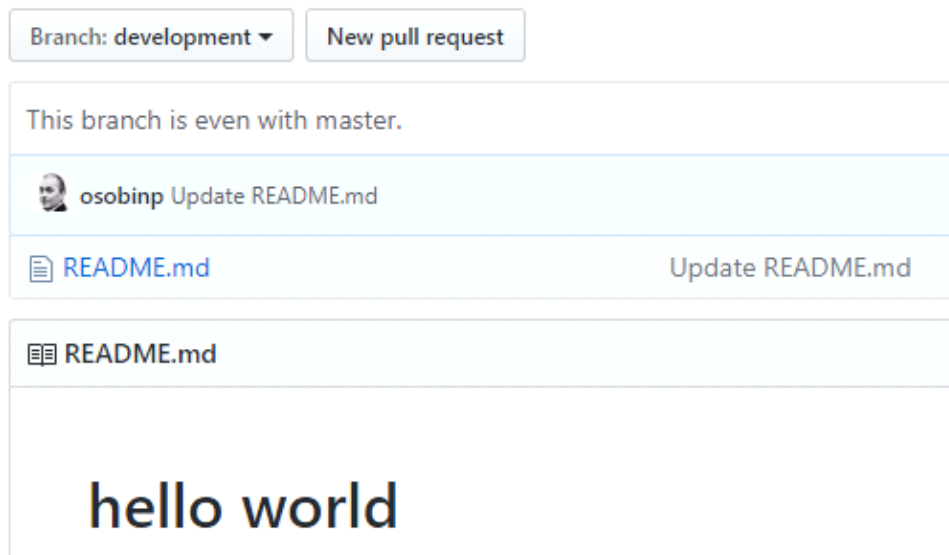 Branch: development New pull request
This branch is even with master.
osobinp Update README.md
README.md Update README.md
README.md
hello world